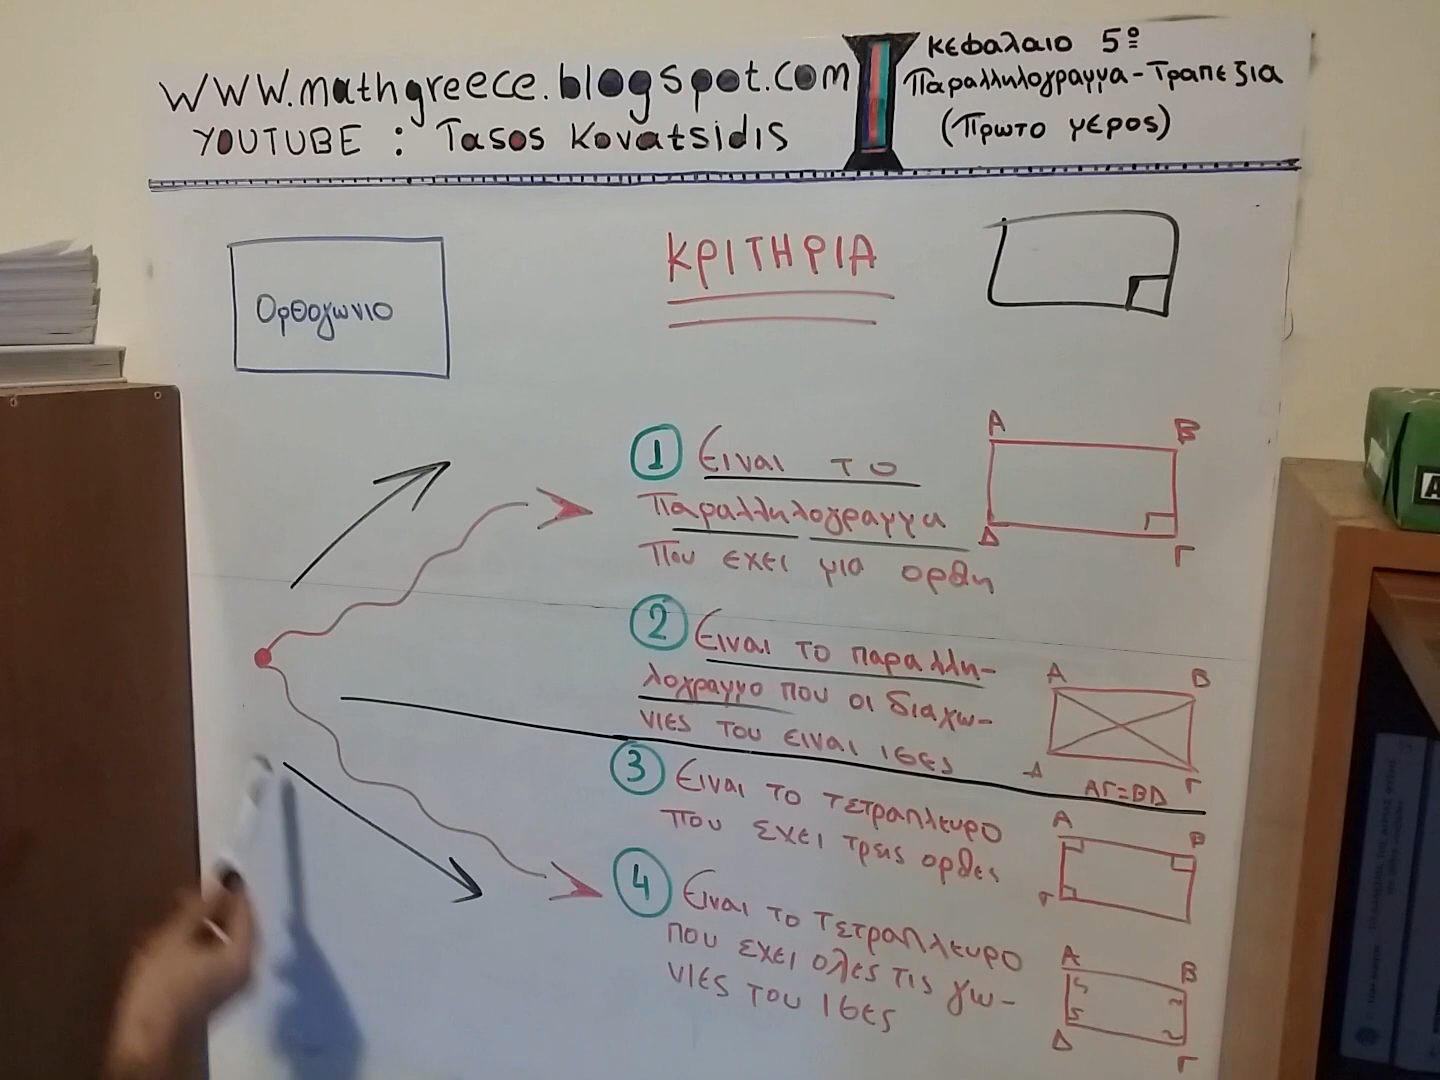 WWW.mathgreece.blogspot.com
YOUTUBE : Tasos Kovatsidis
κεφαλαιο 5º
Παραλληλογραμμα-Τραπεζια
(Πρωτο μερος)
Ορθογωνιο
ΚΡΙΤΗΡΙΑ
1 Ειναι το
Παραλληλογραμμα
Που εχει μια ορθη
Α Β
Δ Γ
2 Ειναι το παραλλη-
λογραμμο που οι διαγω-
νιες του ειναι ισες
Α Β
Δ Γ
ΑΓ=ΒΔ
3 Ειναι το τετραπλευρο
που εχει τρεις ορθες
Α Β
Γ
4 Ειναι το τετραπλευρο
που εχει ολες τις γω-
νιες του ισες
Α Β
Δ Γ